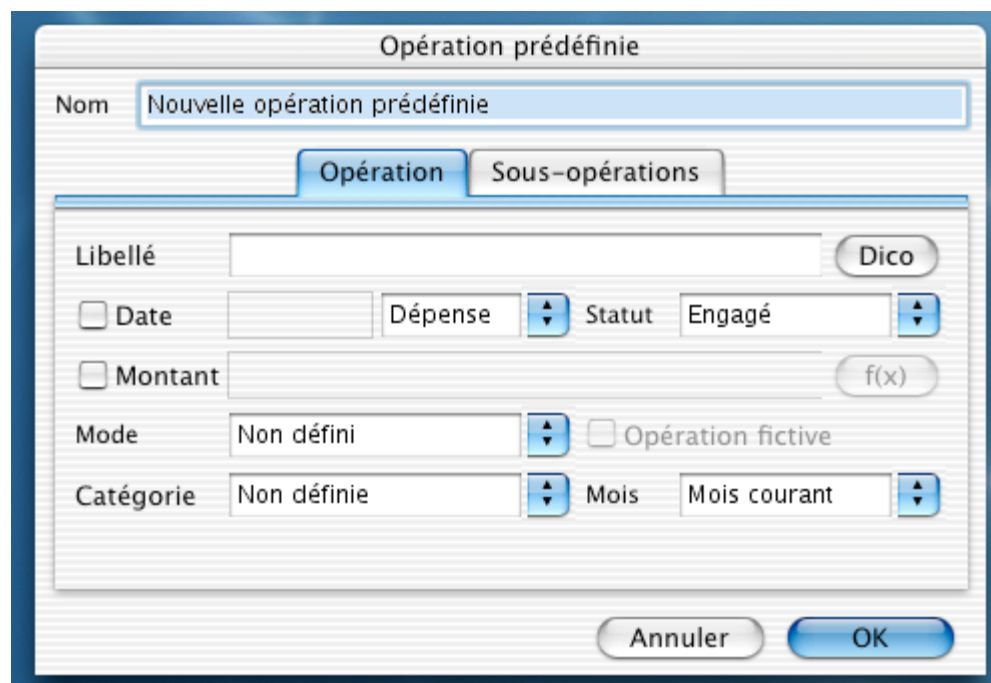 Opération prédéfinie
Nom Nouvelle opération prédéfinie
Opération Sous-opérations
Libellé Dico
Date Dépense Statut Engagé
Montant f(x)
Mode Non défini Opération fictive
Catégorie Non définie Mois Mois courant
Annuler OK